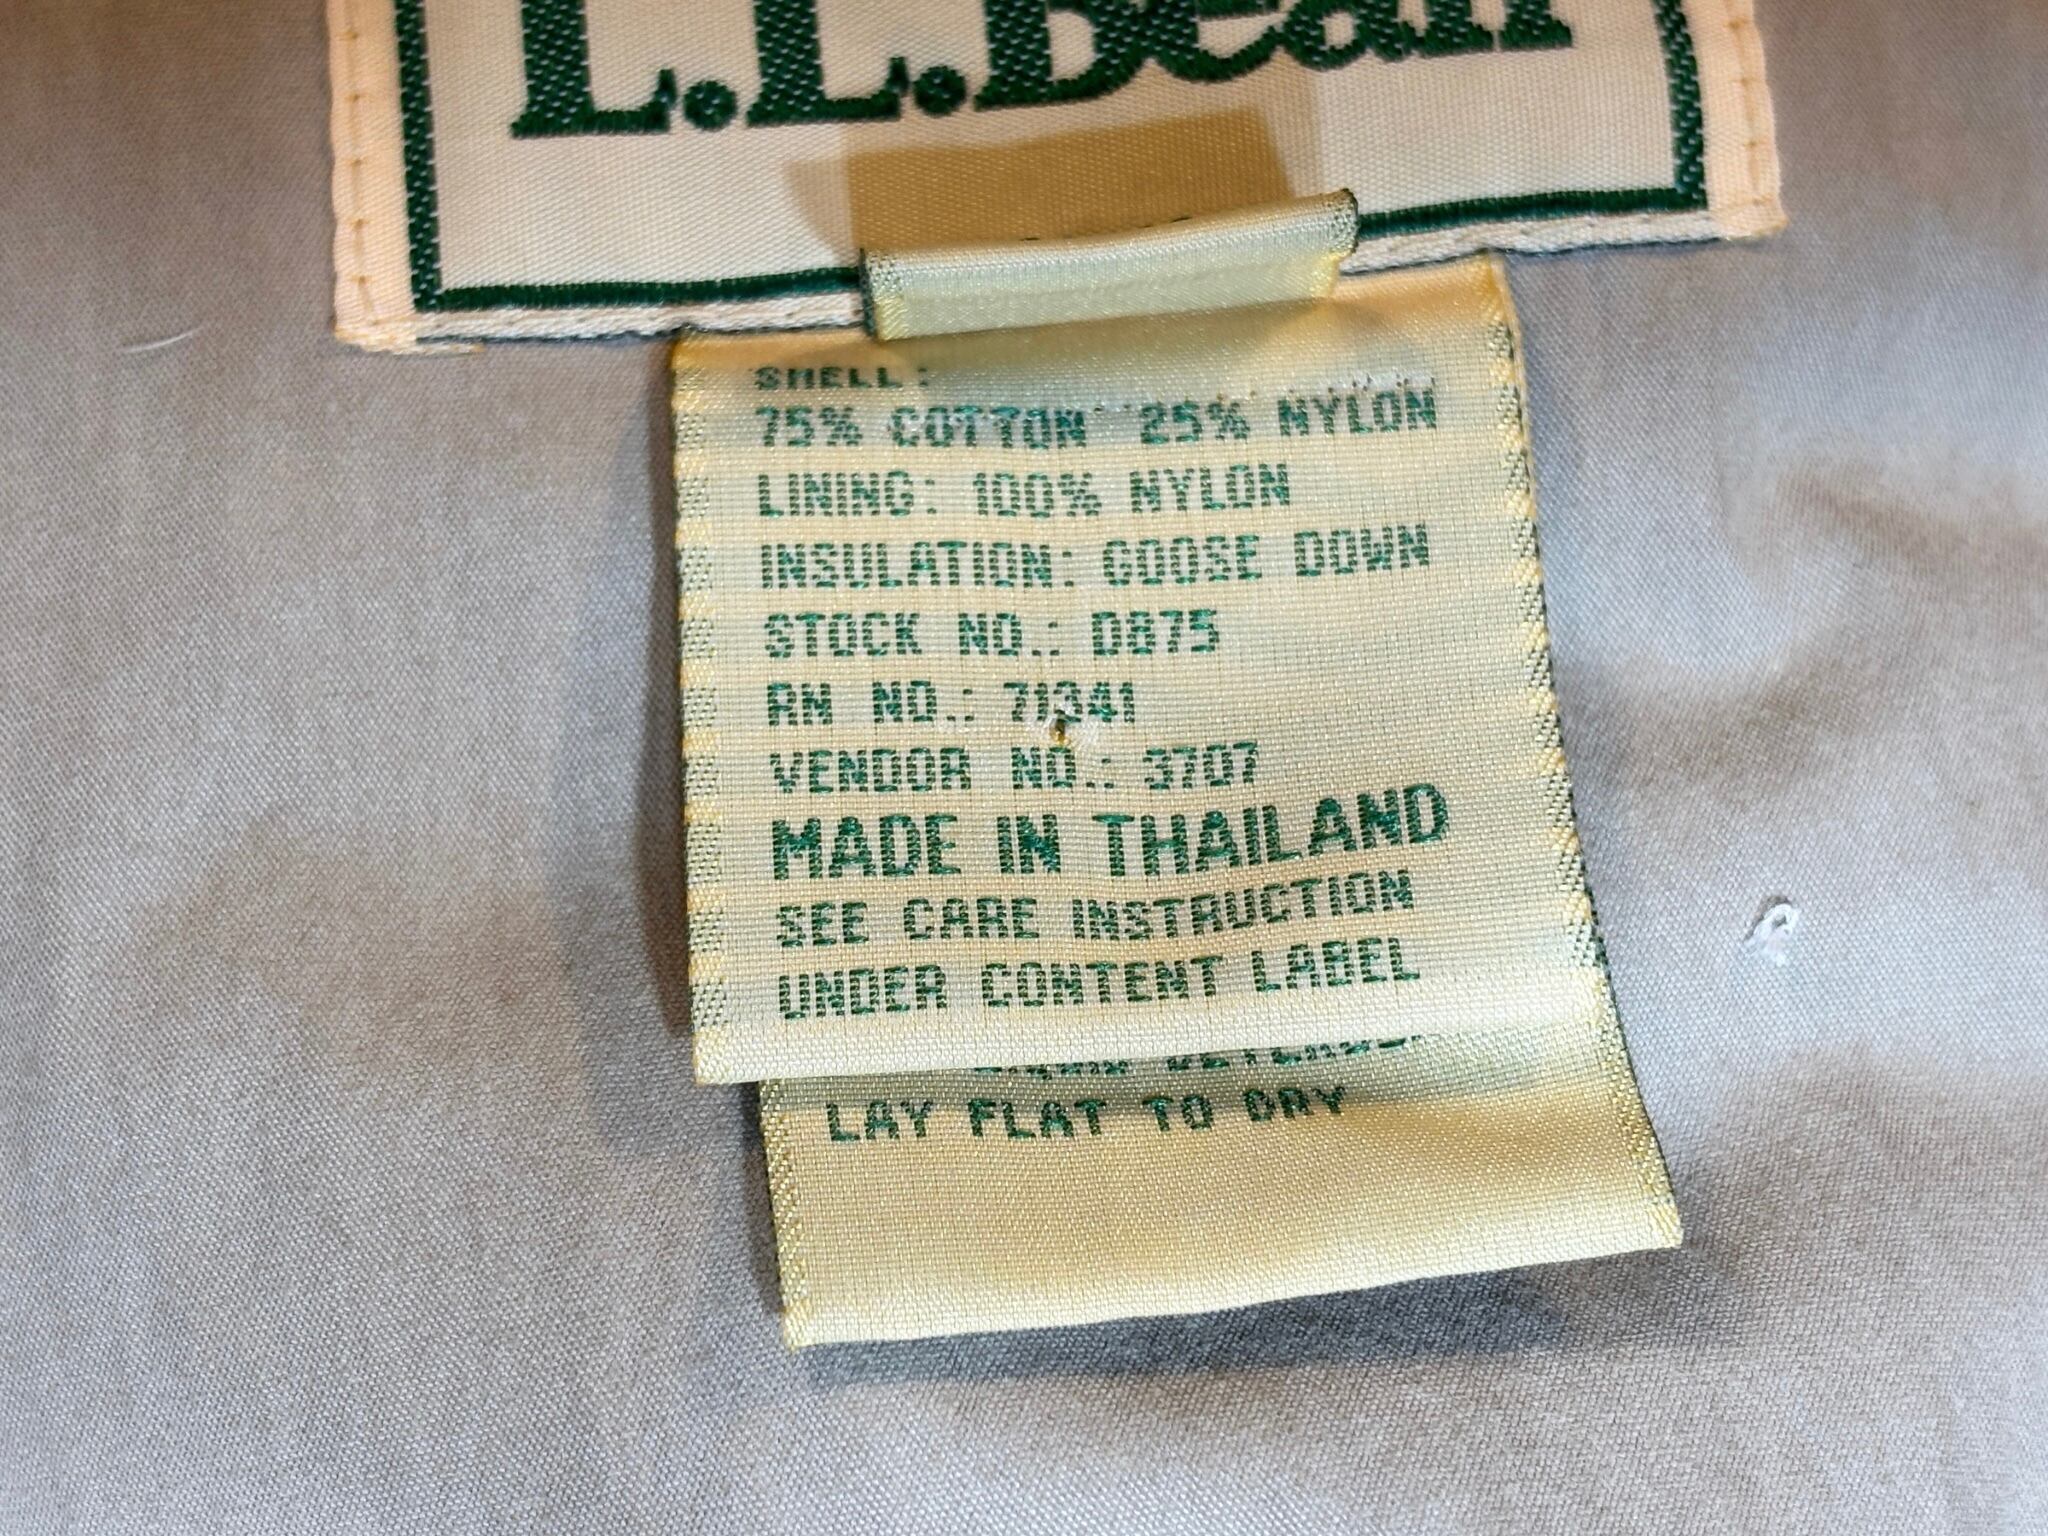 L.L.Bean
SHELL:
75% COTTON 25% NYLON
LINING: 100% NYLON
INSULATION: GOOSE DOWN
STOCK NO.: D875
RN NO.: 71341
VENDOR NO.: 3707
MADE IN THAILAND
SEE CARE INSTRUCTION
UNDER CONTENT LABEL
LAY FLAT TO DRY